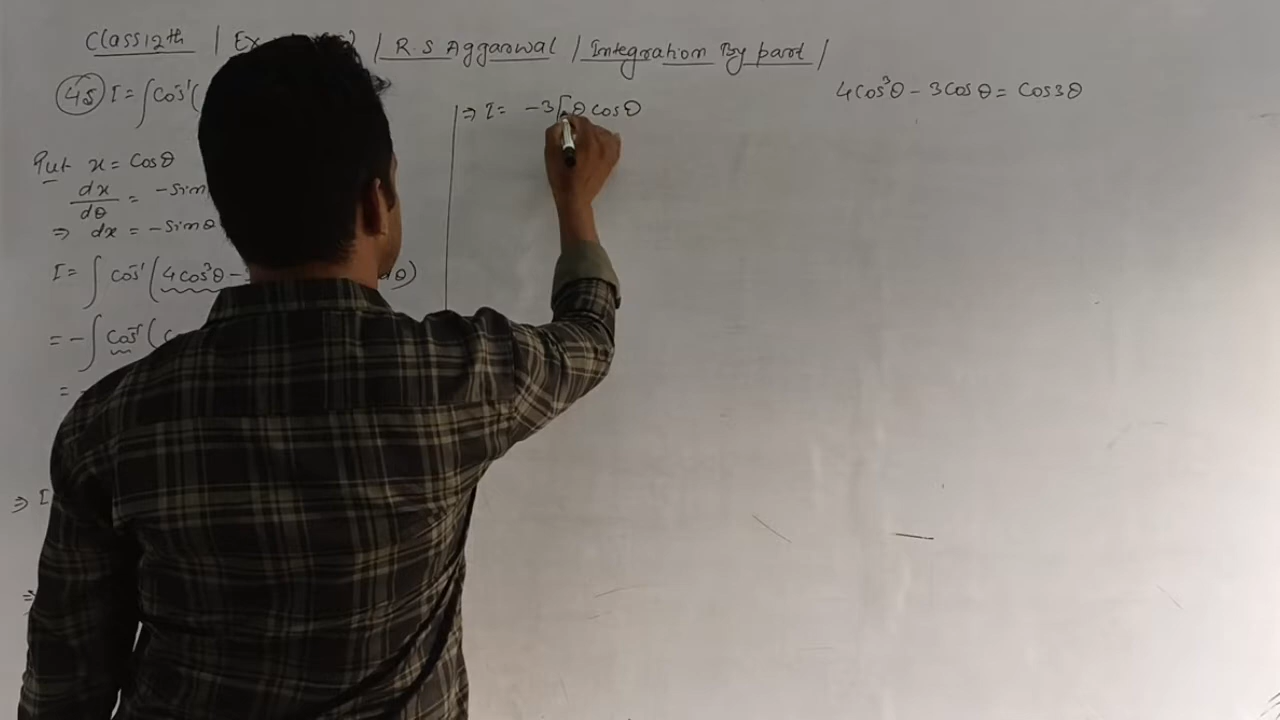 Class 12th / Ex / R.S Aggarwal / Integration By part /
45 I = ∫ Cos⁻¹(
Put x = Cosθ
dx/dθ = -Sin
⇒ dx = -Sinθ
I = ∫ Cos⁻¹(4Cos³θ - dθ)
= -∫ Cos⁻¹(
=
⇒ I
⇒
⇒ I = -3[ θ cosθ
4Cos³θ - 3Cosθ = Cos3θ